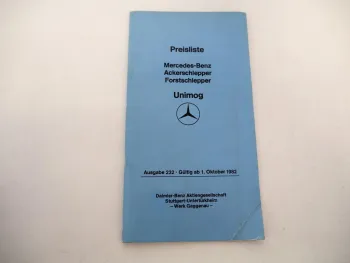 Preisliste
Mercedes-Benz
Ackerschlepper
Forstschlepper
Unimog
Ausgabe 233 · Gültig ab 1. Oktober 1982
Daimler-Benz Aktiengesellschaft
Stuttgart-Untertürkheim
– Werk Gaggenau –